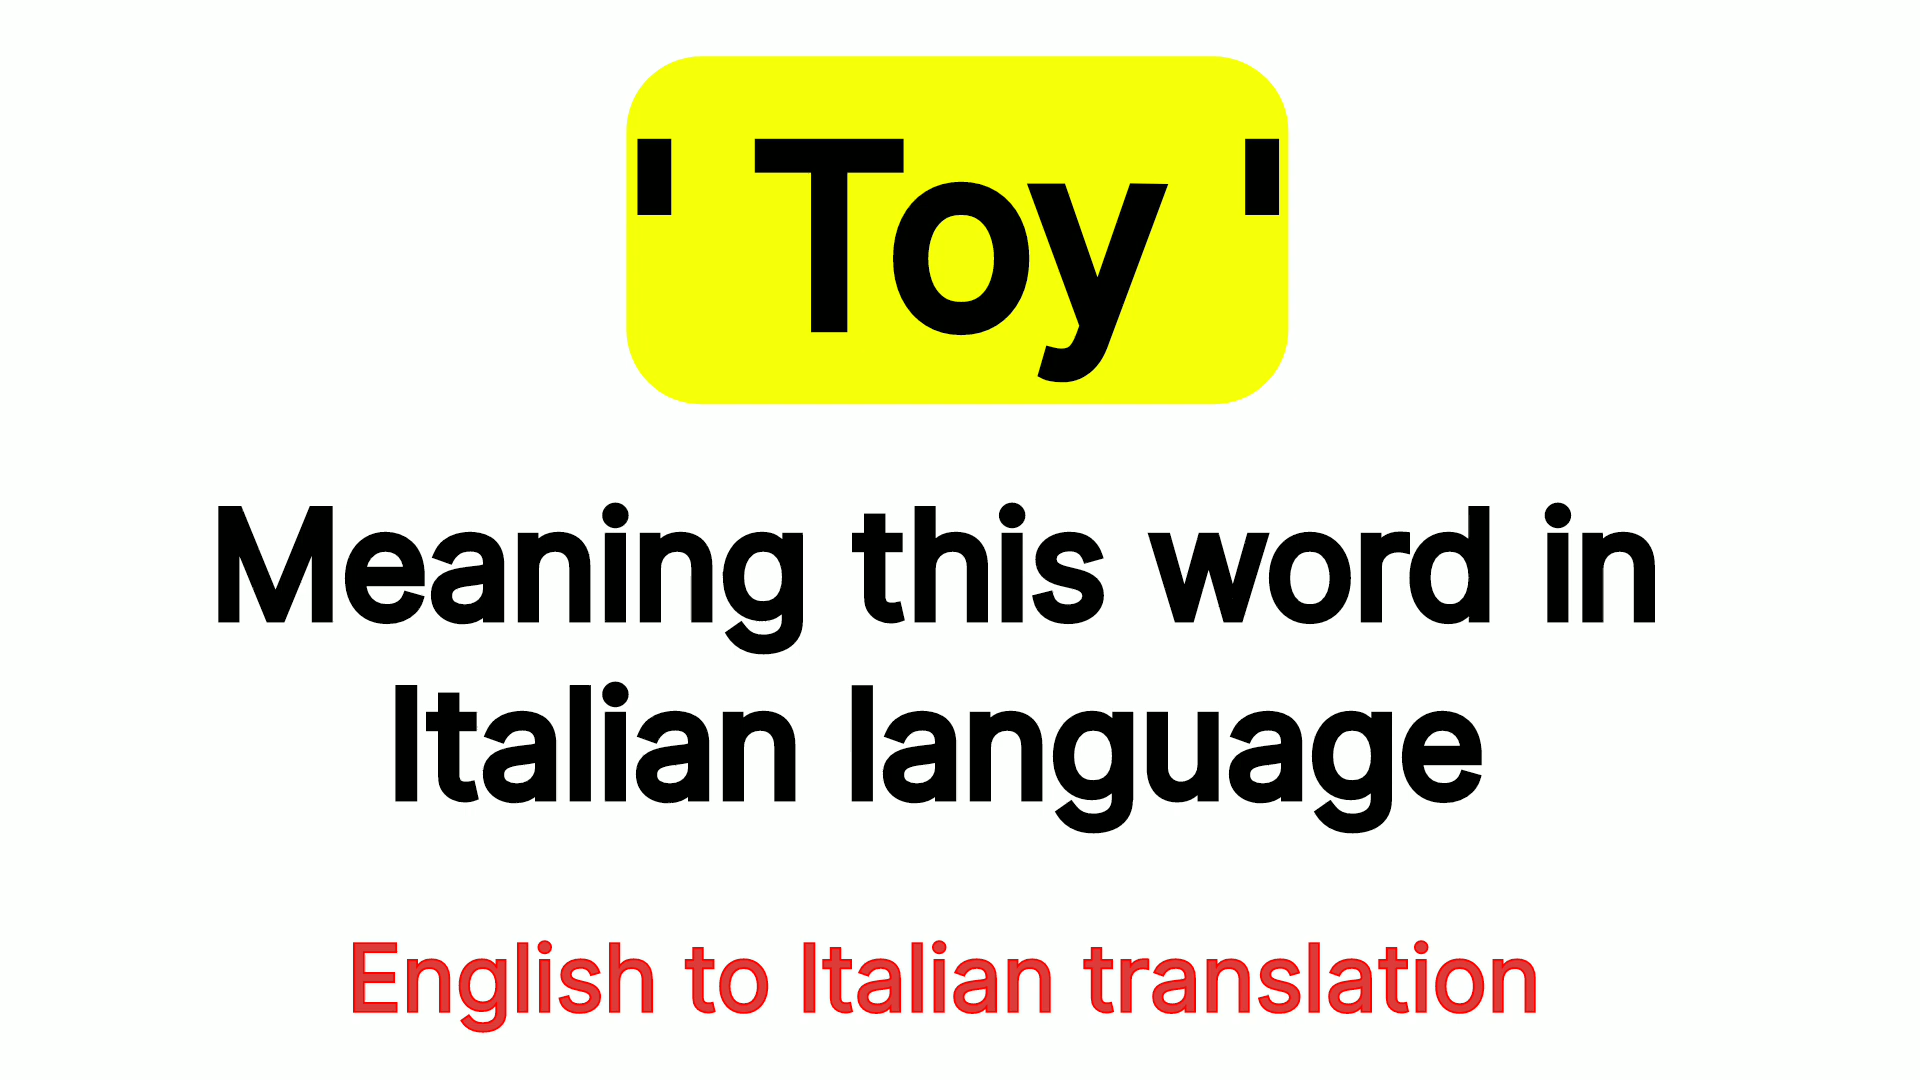 ' Toy '
Meaning this word in
Italian language
English to Italian translation